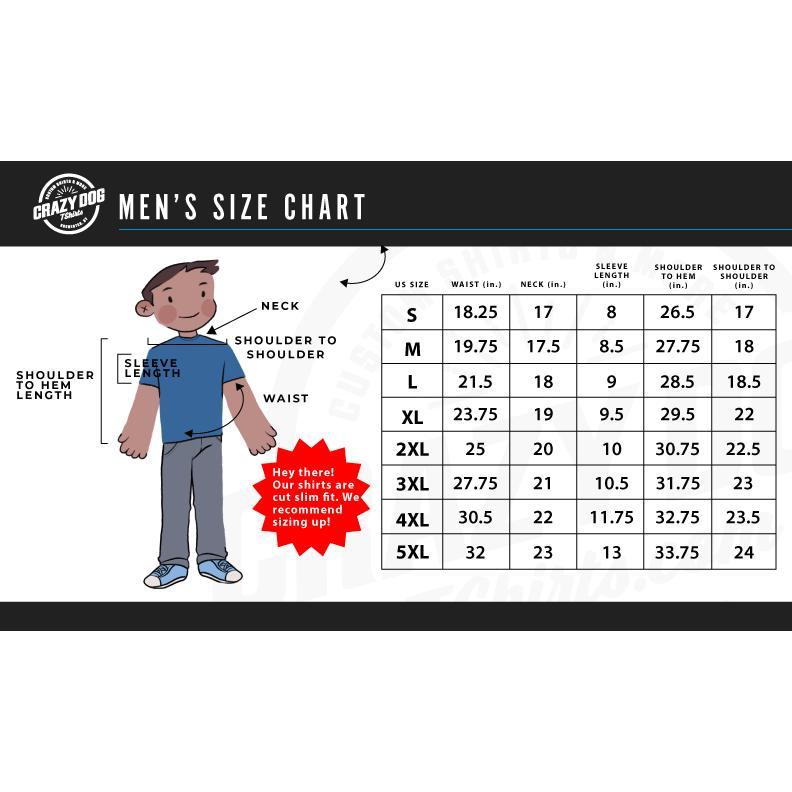 CUSTOM SHIRTS & MORE
CRAZY DOG
TShirts
ROCHESTER, NY
MEN'S SIZE CHART
NECK
SHOULDER TO
SHOULDER
SLEEVE
LENGTH
SHOULDER
TO HEM
LENGTH
WAIST
Hey there!
Our shirts are
cut slim fit. We
recommend
sizing up!
US SIZE WAIST (in.) NECK (in.) SLEEVE LENGTH (in.) SHOULDER TO HEM (in.) SHOULDER TO SHOULDER (in.)
S 18.25 17 8 26.5 17
M 19.75 17.5 8.5 27.75 18
L 21.5 18 9 28.5 18.5
XL 23.75 19 9.5 29.5 22
2XL 25 20 10 30.75 22.5
3XL 27.75 21 10.5 31.75 23
4XL 30.5 22 11.75 32.75 23.5
5XL 32 23 13 33.75 24